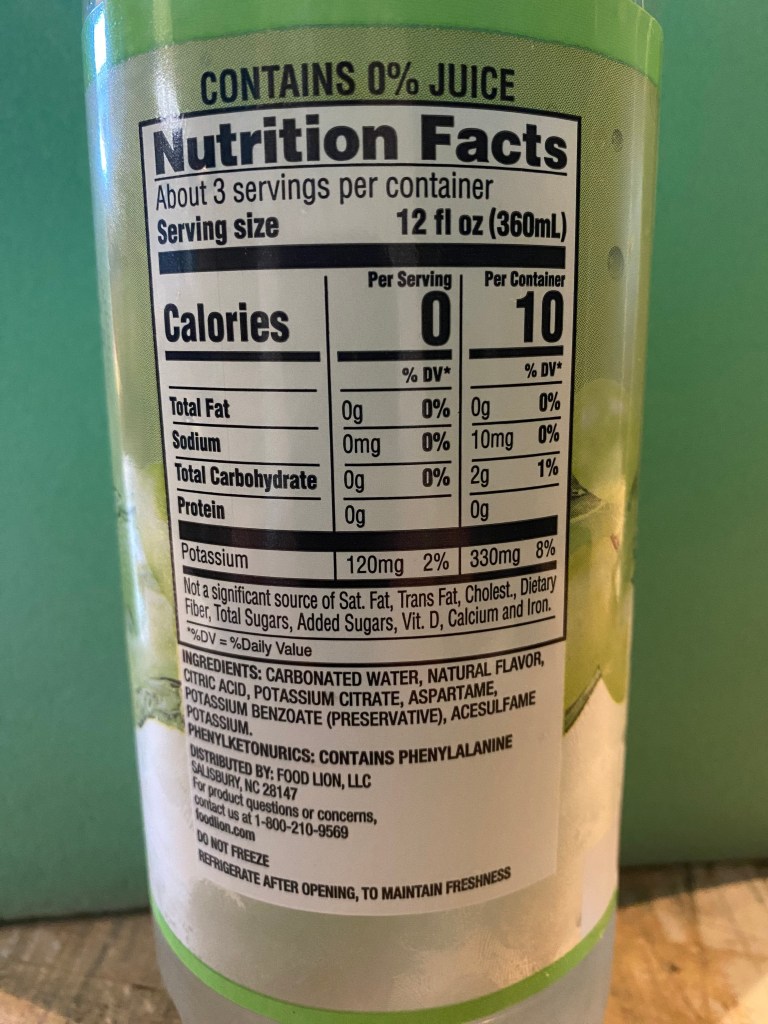 CONTAINS 0% JUICE
Nutrition Facts
About 3 servings per container
Serving size 12 fl oz (360mL)
Per Serving Per Container
Calories 0 10
% DV* % DV*
Total Fat 0g 0% 0g 0%
Sodium 0mg 0% 10mg 0%
Total Carbohydrate 0g 0% 2g 1%
Protein 0g 0g
Potassium 120mg 2% 330mg 8%
Not a significant source of Sat. Fat, Trans Fat, Cholest., Dietary
Fiber, Total Sugars, Added Sugars, Vit. D, Calcium and Iron.
*%DV = %Daily Value
INGREDIENTS: CARBONATED WATER, NATURAL FLAVOR,
CITRIC ACID, POTASSIUM CITRATE, ASPARTAME,
POTASSIUM BENZOATE (PRESERVATIVE), ACESULFAME
POTASSIUM.
PHENYLKETONURICS: CONTAINS PHENYLALANINE
DISTRIBUTED BY: FOOD LION, LLC
SALISBURY, NC 28147
For product questions or concerns,
contact us at 1-800-210-9569
foodlion.com
DO NOT FREEZE
REFRIGERATE AFTER OPENING, TO MAINTAIN FRESHNESS